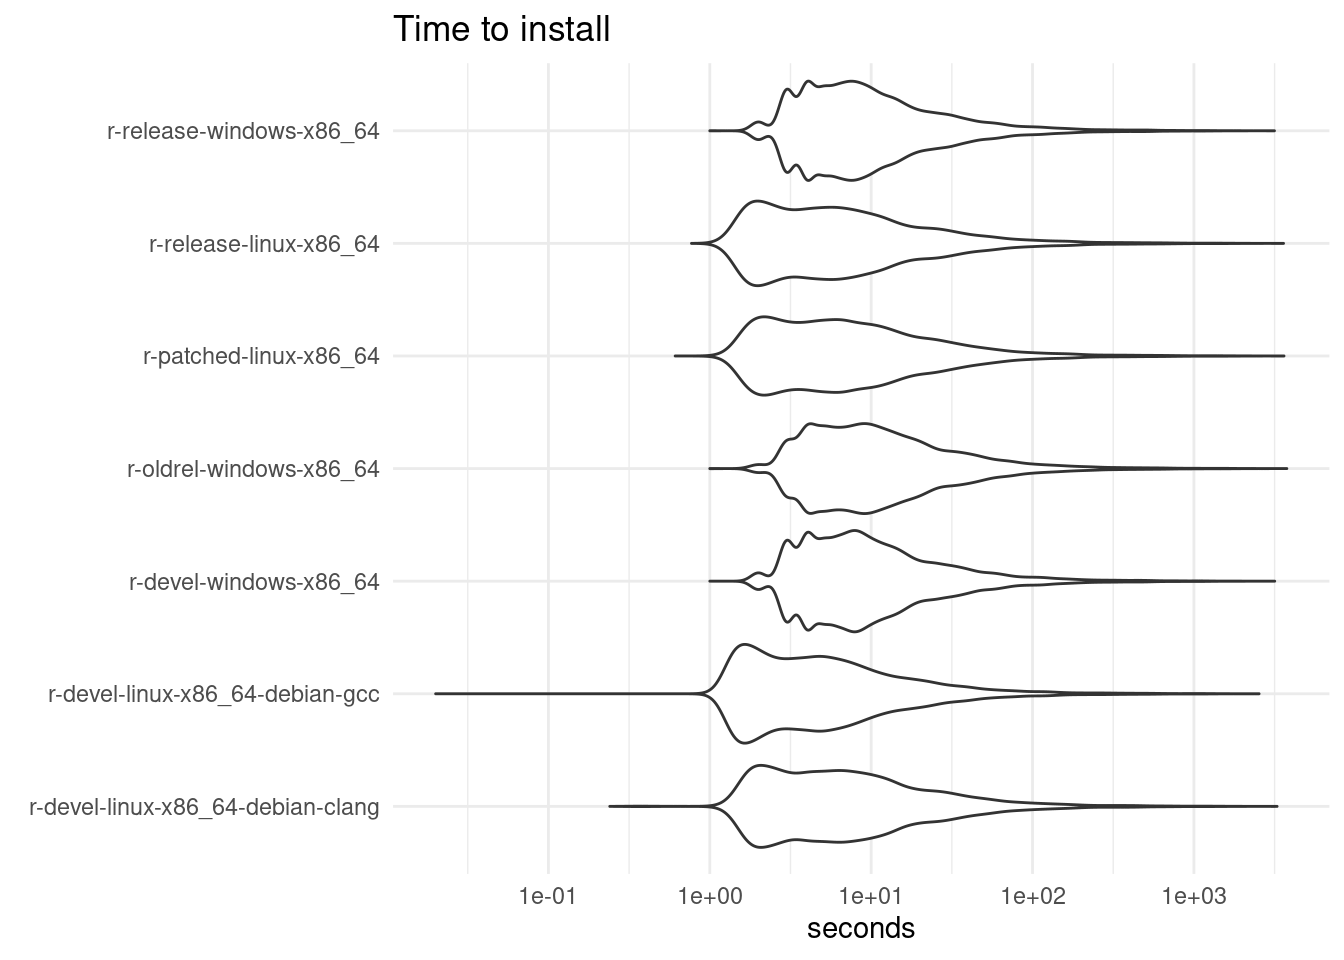 Time to install
r-release-windows-x86_64
r-release-linux-x86_64
r-patched-linux-x86_64
r-oldrel-windows-x86_64
r-devel-windows-x86_64
r-devel-linux-x86_64-debian-gcc
r-devel-linux-x86_64-debian-clang
1e-01 1e+00 1e+01 1e+02 1e+03
seconds